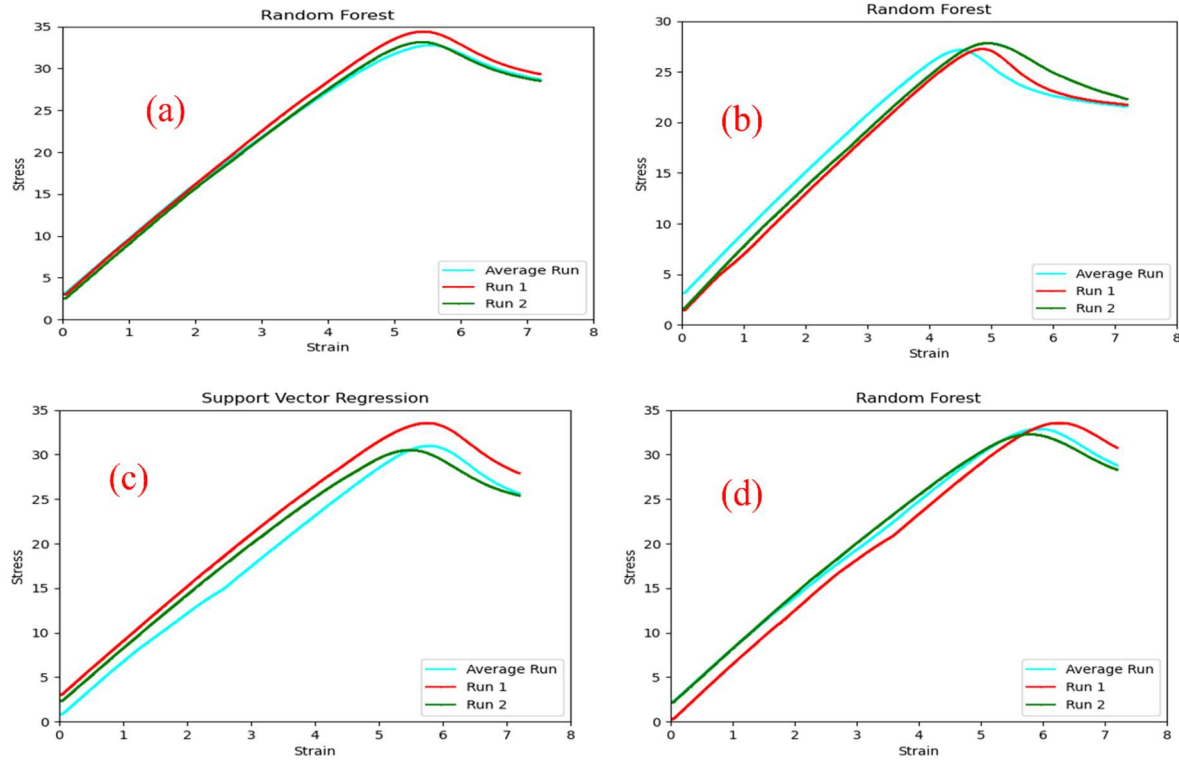 Random Forest
35
30
25
20
15
10
5
0
Stress
(a)
Average Run
Run 1
Run 2
0 1 2 3 4 5 6 7 8
Strain
Random Forest
30
25
20
15
10
5
0
Stress
(b)
Average Run
Run 1
Run 2
0 1 2 3 4 5 6 7 8
Strain
Support Vector Regression
35
30
25
20
15
10
5
0
Stress
(c)
Average Run
Run 1
Run 2
0 1 2 3 4 5 6 7 8
Strain
Random Forest
35
30
25
20
15
10
5
0
Stress
(d)
Average Run
Run 1
Run 2
0 1 2 3 4 5 6 7 8
Strain